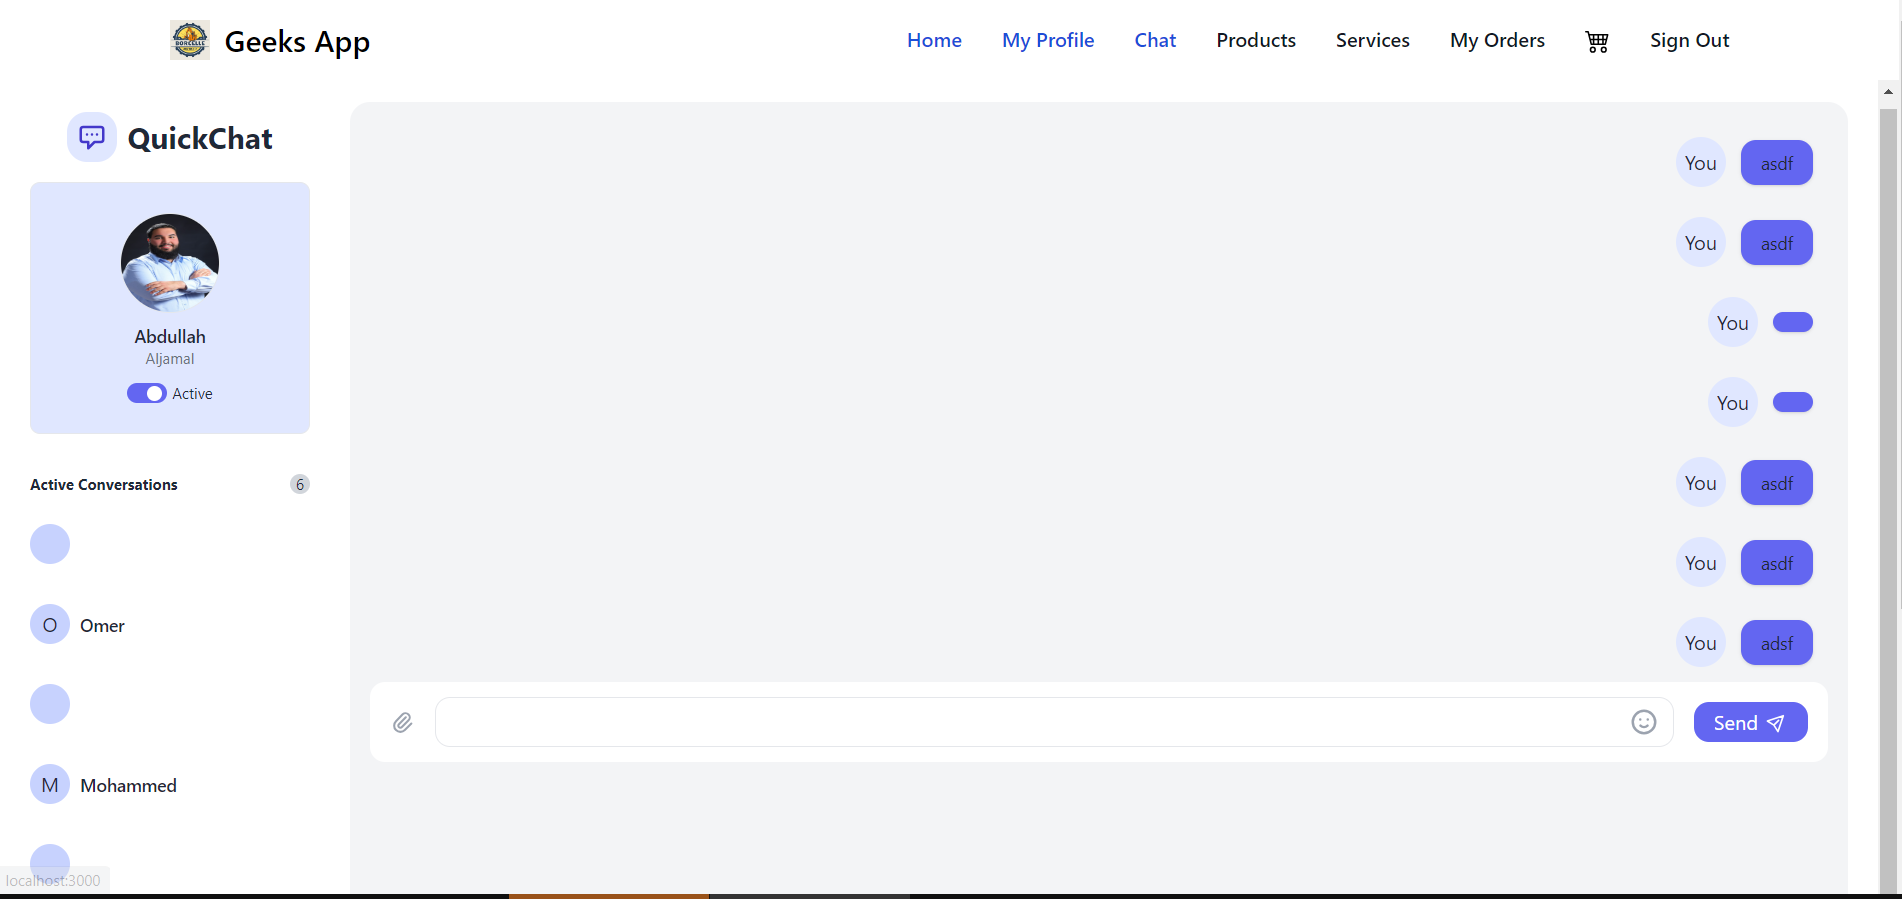 BORCELLE
Geeks App
Home My Profile Chat Products Services My Orders Sign Out
QuickChat
Abdullah
Aljamal
Active
Active Conversations 6
O Omer
M Mohammed
You asdf
You asdf
You
You
You asdf
You asdf
You adsf
Send
localhost:3000